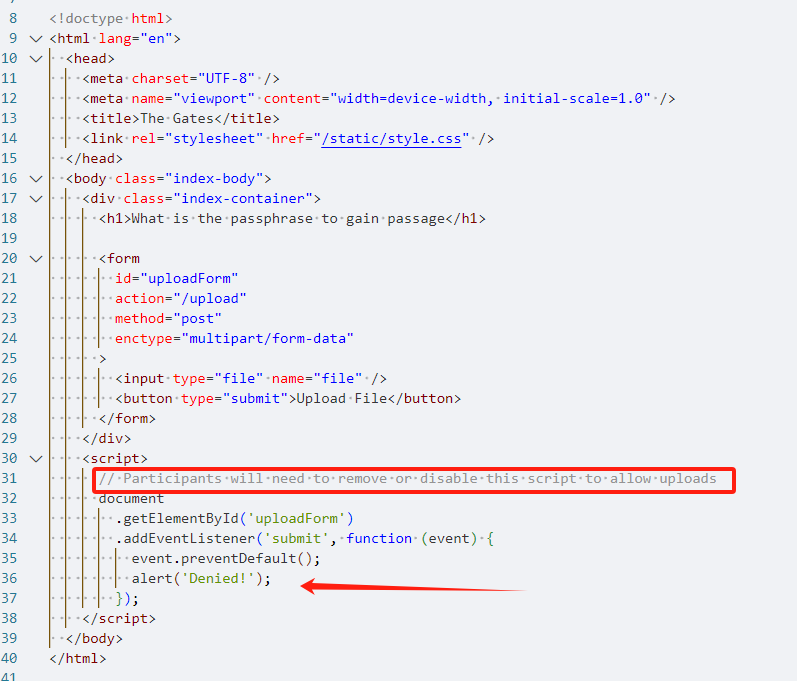 8 <!doctype html>
9 <html lang="en">
10 <head>
11 <meta charset="UTF-8" />
12 <meta name="viewport" content="width=device-width, initial-scale=1.0" />
13 <title>The Gates</title>
14 <link rel="stylesheet" href="/static/style.css" />
15 </head>
16 <body class="index-body">
17 <div class="index-container">
18 <h1>What is the passphrase to gain passage</h1>
19
20 <form
21 id="uploadForm"
22 action="/upload"
23 method="post"
24 enctype="multipart/form-data"
25 >
26 <input type="file" name="file" />
27 <button type="submit">Upload File</button>
28 </form>
29 </div>
30 <script>
31 // Participants will need to remove or disable this script to allow uploads
32 document
33 .getElementById('uploadForm')
34 .addEventListener('submit', function (event) {
35 event.preventDefault();
36 alert('Denied!');
37 });
38 </script>
39 </body>
40 </html>
41